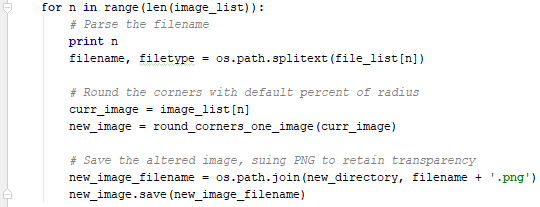 for n in range(len(image_list)):
# Parse the filename
print n
filename, filetype = os.path.splitext(file_list[n])
# Round the corners with default percent of radius
curr_image = image_list[n]
new_image = round_corners_one_image(curr_image)
# Save the altered image, suing PNG to retain transparency
new_image_filename = os.path.join(new_directory, filename + '.png')
new_image.save(new_image_filename)